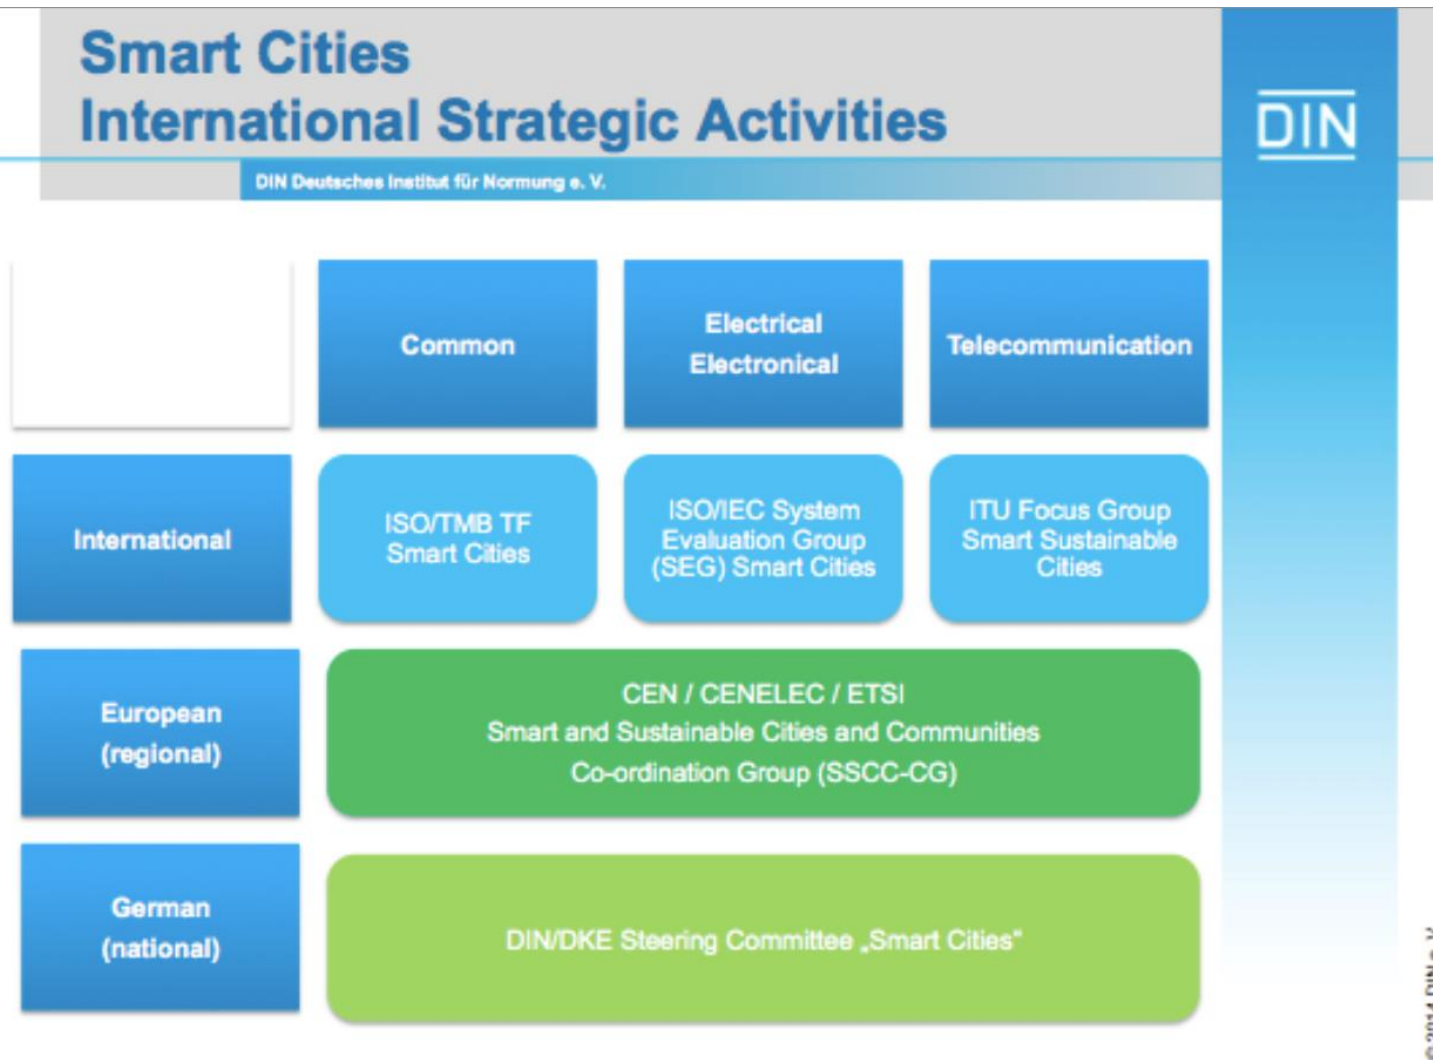 Smart Cities
International Strategic Activities
DIN
DIN Deutsches Institut für Normung e. V.
Common
Electrical
Electronical
Telecommunication
International
ISO/TMB TF
Smart Cities
ISO/IEC System
Evaluation Group
(SEG) Smart Cities
ITU Focus Group
Smart Sustainable
Cities
European
(regional)
CEN / CENELEC / ETSI
Smart and Sustainable Cities and Communities
Co-ordination Group (SSCC-CG)
German
(national)
DIN/DKE Steering Committee „Smart Cities“
© 2014 DIN e. V.